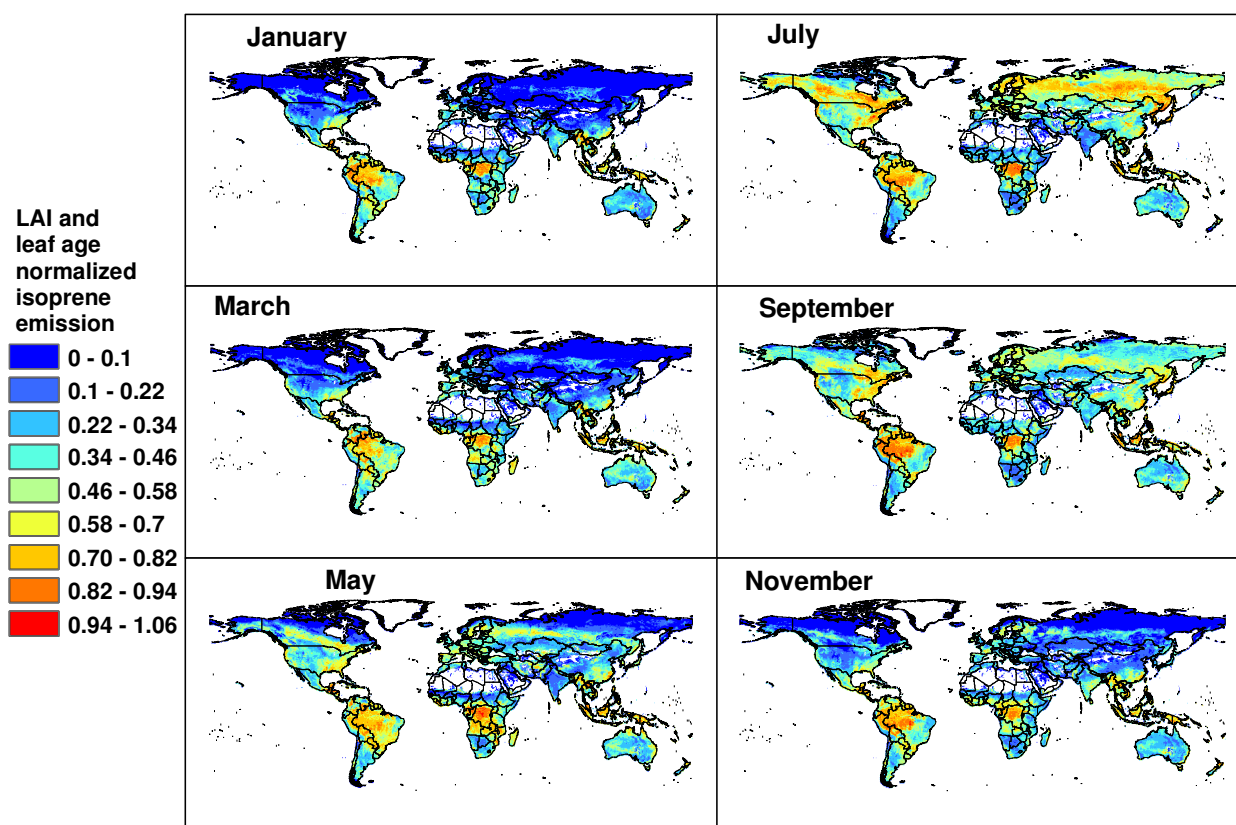 January
July
March
September
May
November
LAI and
leaf age
normalized
isoprene
emission
0 - 0.1
0.1 - 0.22
0.22 - 0.34
0.34 - 0.46
0.46 - 0.58
0.58 - 0.7
0.70 - 0.82
0.82 - 0.94
0.94 - 1.06